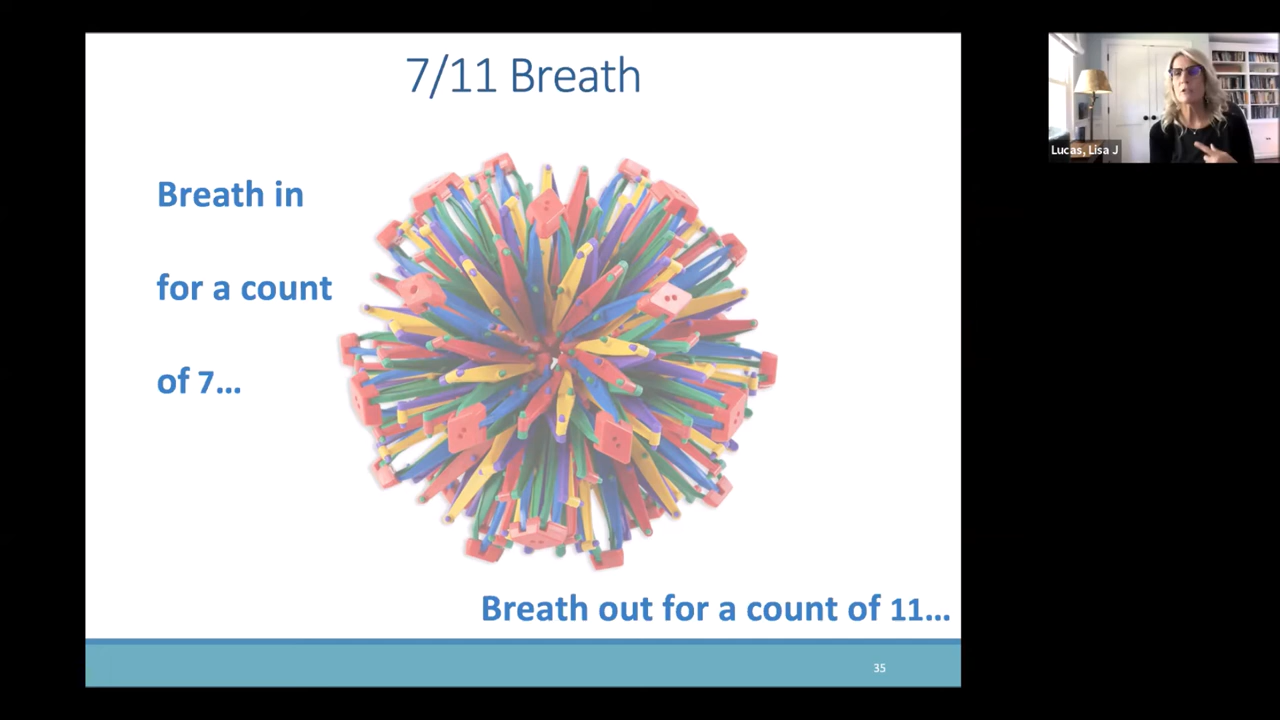 7/11 Breath
Breath in
for a count
of 7...
Breath out for a count of 11...
35
Lucas, Lisa J